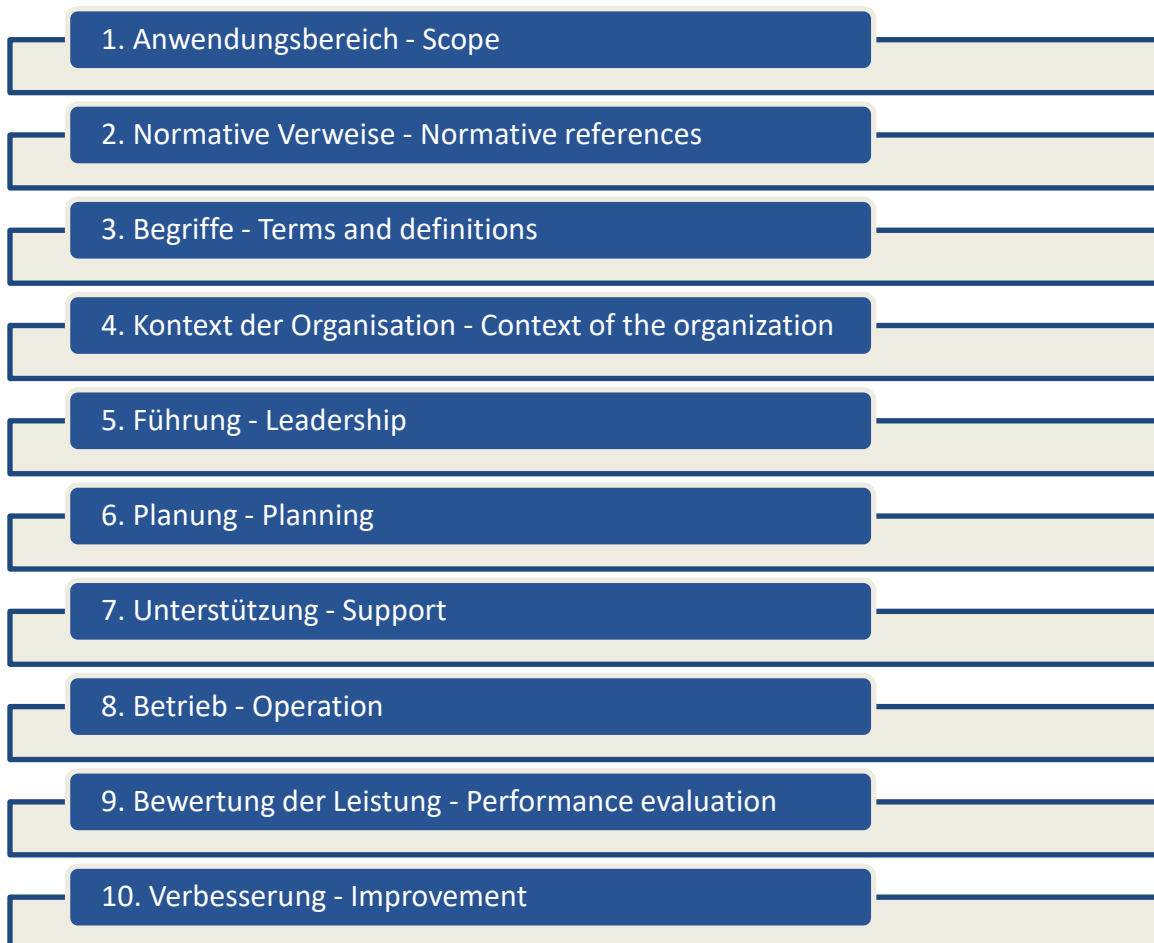 1. Anwendungsbereich - Scope
2. Normative Verweise - Normative references
3. Begriffe - Terms and definitions
4. Kontext der Organisation - Context of the organization
5. Führung - Leadership
6. Planung - Planning
7. Unterstützung - Support
8. Betrieb - Operation
9. Bewertung der Leistung - Performance evaluation
10. Verbesserung - Improvement